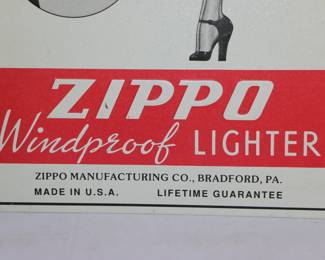 ZIPPO
Windproof LIGHTER
ZIPPO MANUFACTURING CO., BRADFORD, PA.
MADE IN U.S.A. LIFETIME GUARANTEE